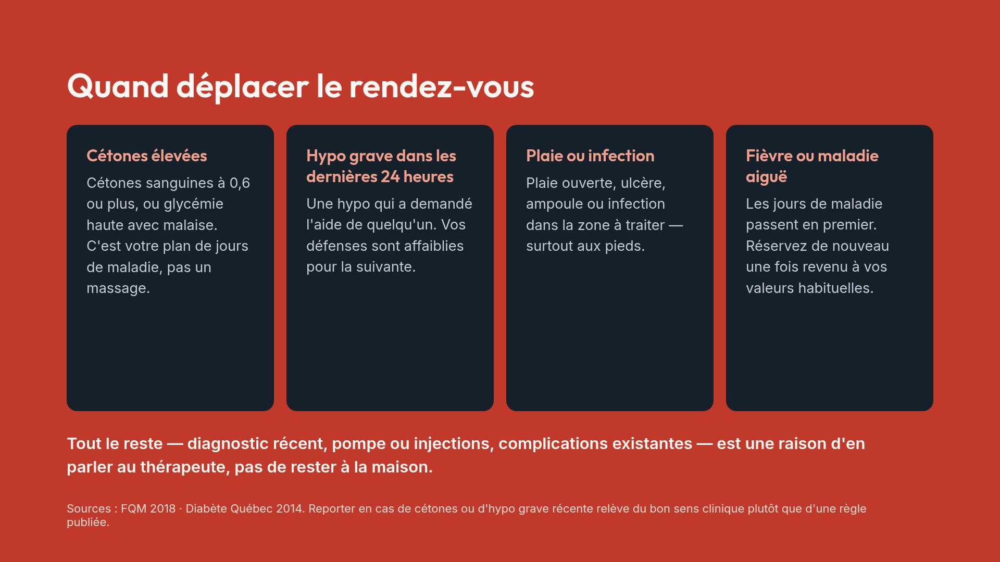 Quand déplacer le rendez-vous
Cétones élevées
Cétones sanguines à 0,6
ou plus, ou glycémie
haute avec malaise.
C'est votre plan de jours
de maladie, pas un
massage.
Hypo grave dans les
dernières 24 heures
Une hypo qui a demandé
l'aide de quelqu'un. Vos
défenses sont affaiblies
pour la suivante.
Plaie ou infection
Plaie ouverte, ulcère,
ampoule ou infection
dans la zone à traiter —
surtout aux pieds.
Fièvre ou maladie
aiguë
Les jours de maladie
passent en premier.
Réservez de nouveau
une fois revenu à vos
valeurs habituelles.
Tout le reste — diagnostic récent, pompe ou injections, complications existantes — est une raison d'en
parler au thérapeute, pas de rester à la maison.
Sources : FQM 2018 · Diabète Québec 2014. Reporter en cas de cétones ou d'hypo grave récente relève du bon sens clinique plutôt que d'une règle
publiée.